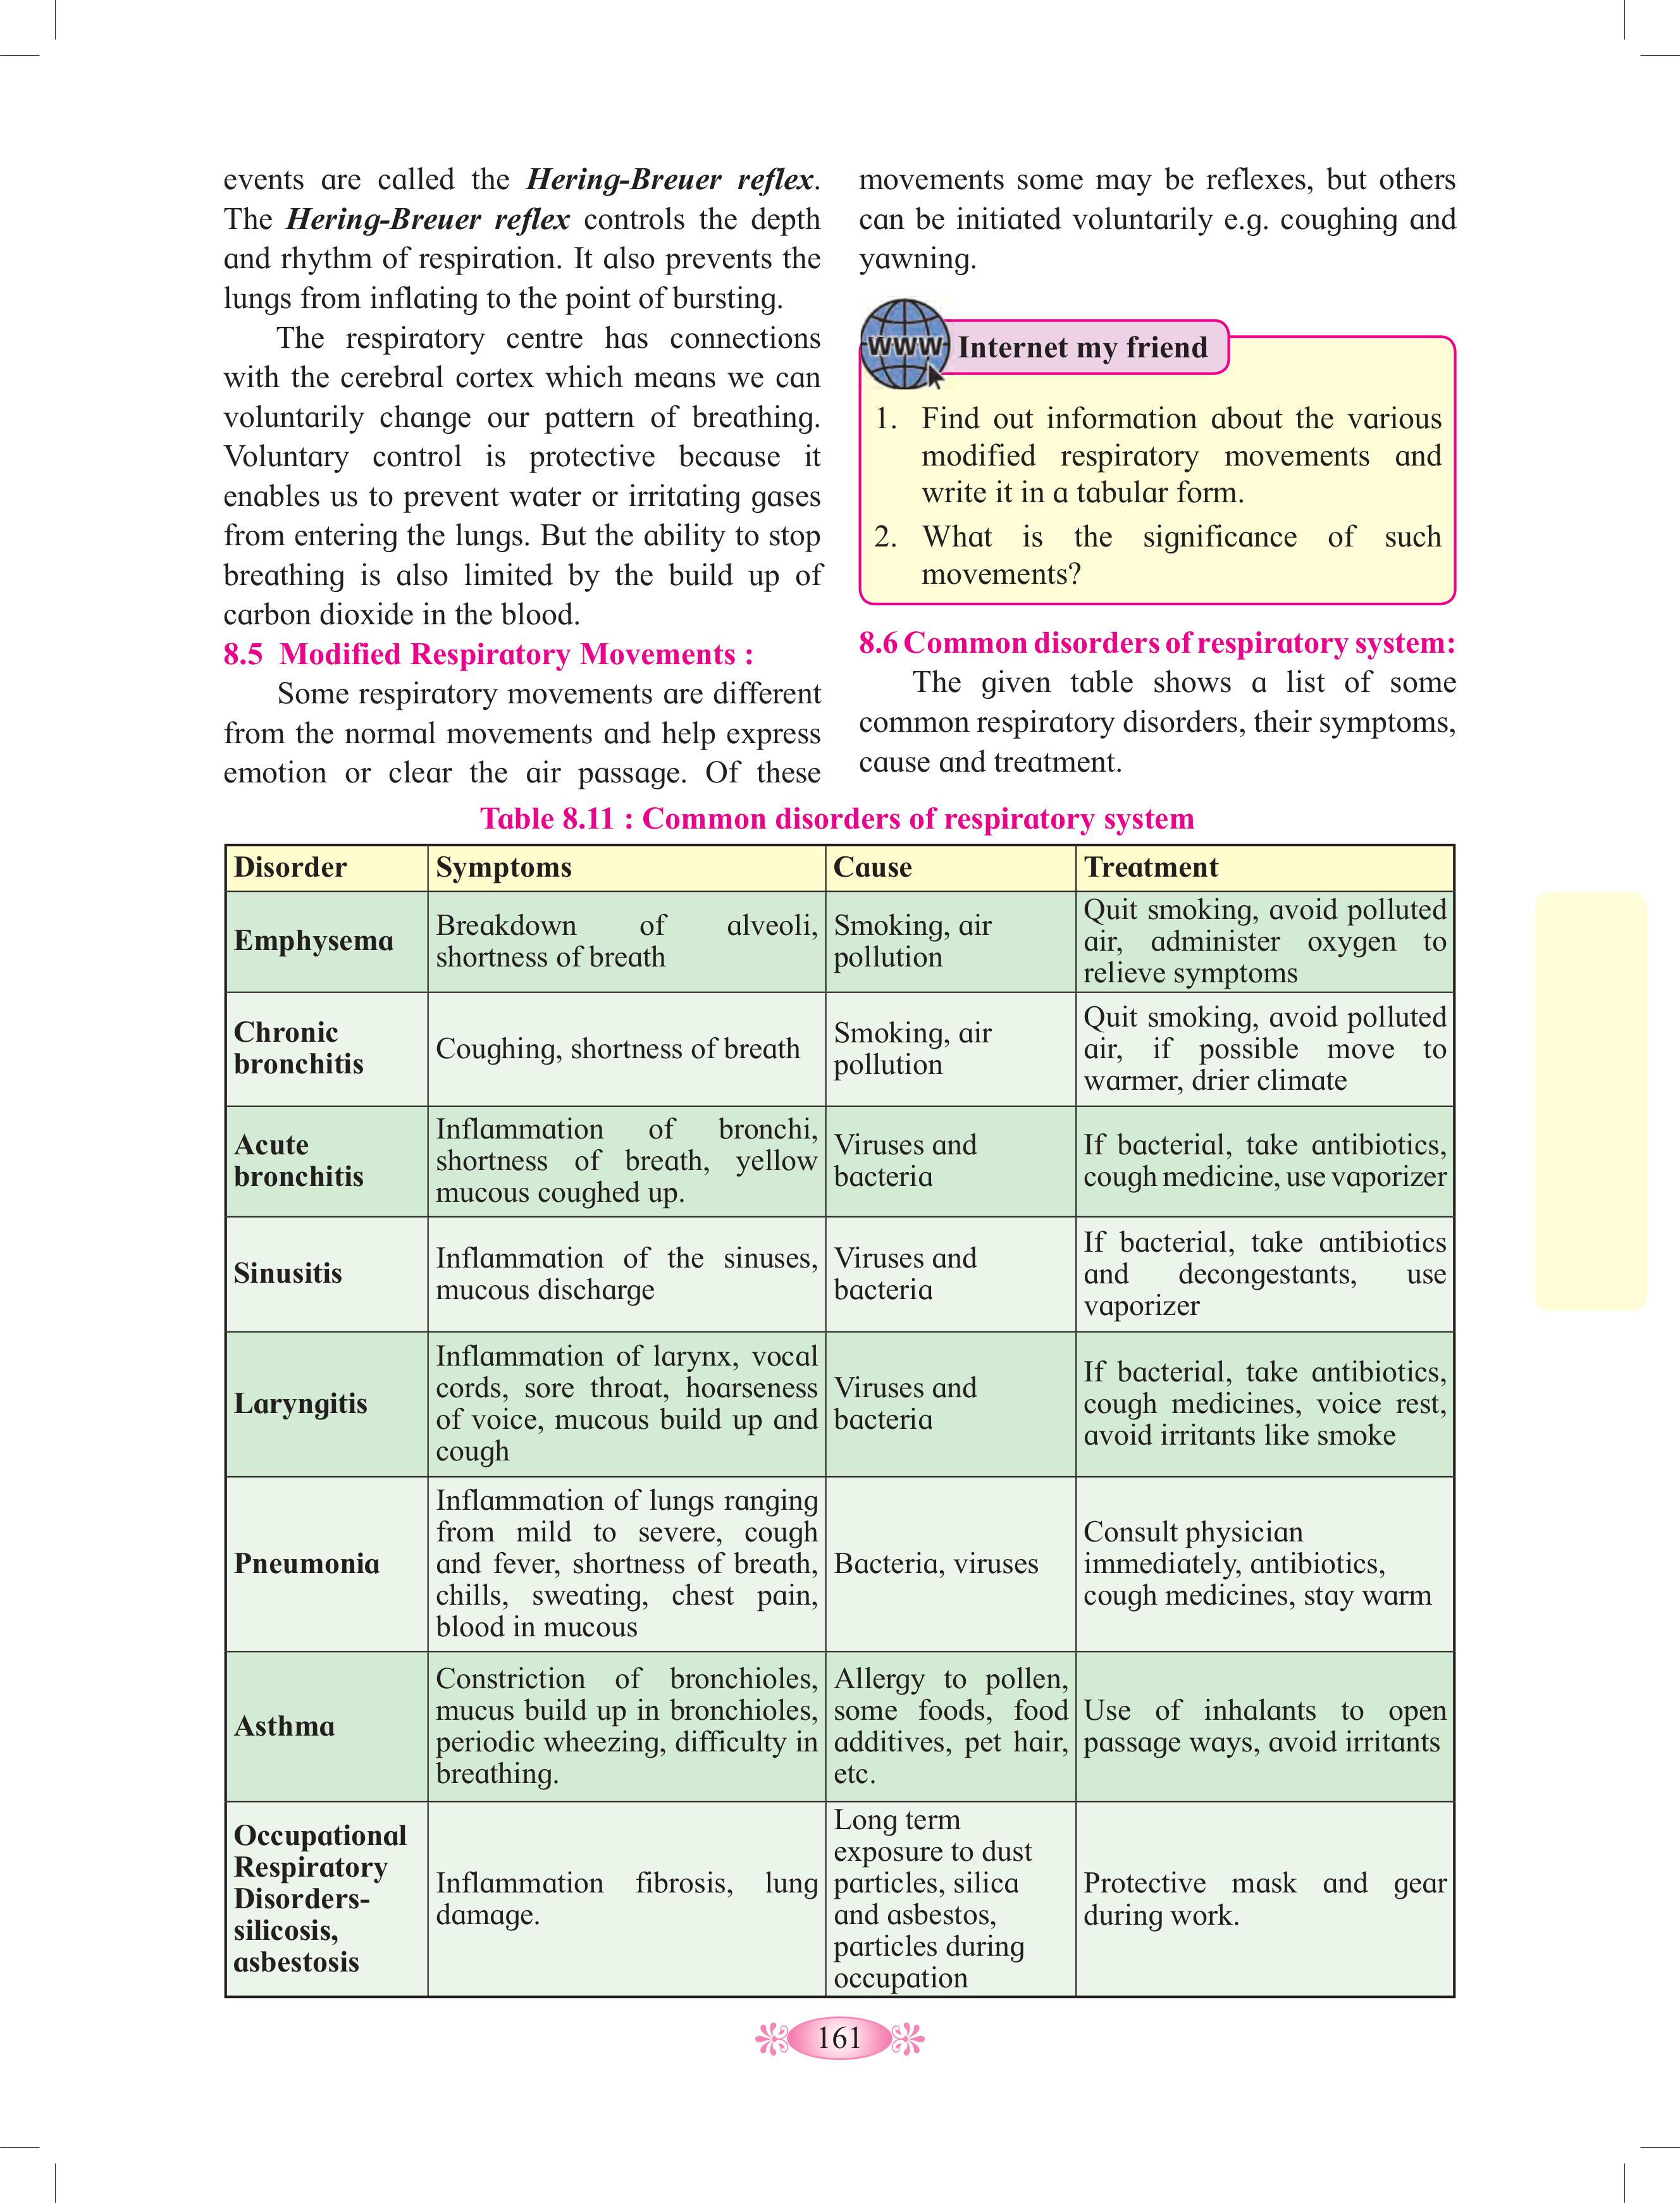 events are called the Hering-Breuer reflex.
The Hering-Breuer reflex controls the depth
and rhythm of respiration. It also prevents the
lungs from inflating to the point of bursting.
The respiratory centre has connections
with the cerebral cortex which means we can
voluntarily change our pattern of breathing.
Voluntary control is protective because it
enables us to prevent water or irritating gases
from entering the lungs. But the ability to stop
breathing is also limited by the build up of
carbon dioxide in the blood.
8.5 Modified Respiratory Movements :
Some respiratory movements are different
from the normal movements and help express
emotion or clear the air passage. Of these
movements some may be reflexes, but others
can be initiated voluntarily e.g. coughing and
yawning.
WWW
Internet my friend
1. Find out information about the various
modified respiratory movements and
write it in a tabular form.
2. What is the significance of such
movements?
8.6 Common disorders of respiratory system:
The given table shows a list of some
common respiratory disorders, their symptoms,
cause and treatment.
Table 8.11 : Common disorders of respiratory system
Disorder
Symptoms
Cause
Treatment
Emphysema
Breakdown of alveoli,
shortness of breath
Smoking, air
pollution
Quit smoking, avoid polluted
air, administer oxygen to
relieve symptoms
Chronic
bronchitis
Coughing, shortness of breath
Smoking, air
pollution
Quit smoking, avoid polluted
air, if possible move to
warmer, drier climate
Acute
bronchitis
Inflammation of bronchi,
shortness of breath, yellow
mucous coughed up.
Viruses and
bacteria
If bacterial, take antibiotics,
cough medicine, use vaporizer
Sinusitis
Inflammation of the sinuses,
mucous discharge
Viruses and
bacteria
If bacterial, take antibiotics
and decongestants, use
vaporizer
Laryngitis
Inflammation of larynx, vocal
cords, sore throat, hoarseness
of voice, mucous build up and
cough
Viruses and
bacteria
If bacterial, take antibiotics,
cough medicines, voice rest,
avoid irritants like smoke
Pneumonia
Inflammation of lungs ranging
from mild to severe, cough
and fever, shortness of breath,
chills, sweating, chest pain,
blood in mucous
Bacteria, viruses
Consult physician
immediately, antibiotics,
cough medicines, stay warm
Asthma
Constriction of bronchioles,
mucus build up in bronchioles,
periodic wheezing, difficulty in
breathing.
Allergy to pollen,
some foods, food
additives, pet hair,
etc.
Use of inhalants to open
passage ways, avoid irritants
Occupational
Respiratory
Disorders-
silicosis,
asbestosis
Inflammation fibrosis, lung
damage.
Long term
exposure to dust
particles, silica
and asbestos,
particles during
occupation
Protective mask and gear
during work.
161